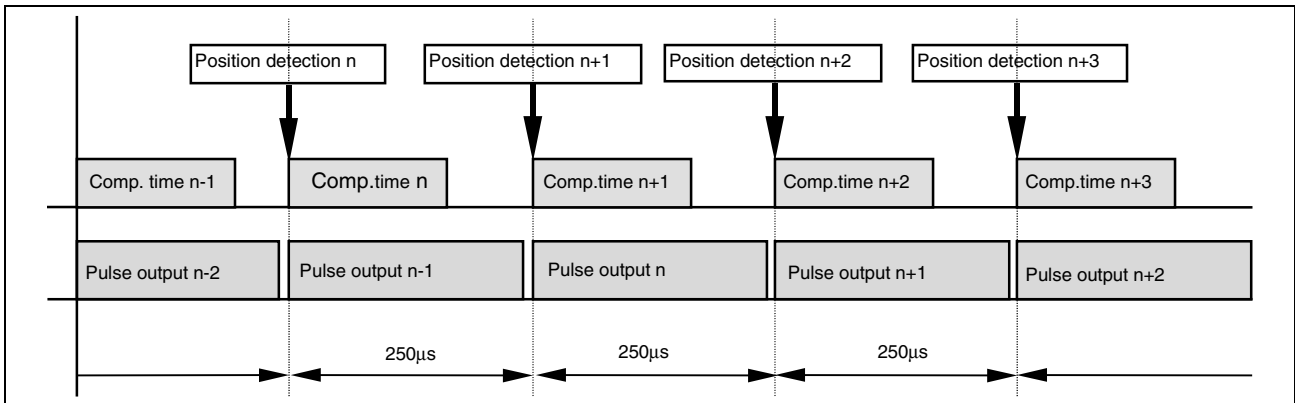 Position detection n
Position detection n+1
Position detection n+2
Position detection n+3
Comp. time n-1
Comp.time n
Comp.time n+1
Comp.time n+2
Comp.time n+3
Pulse output n-2
Pulse output n-1
Pulse output n
Pulse output n+1
Pulse output n+2
250μs
250μs
250μs